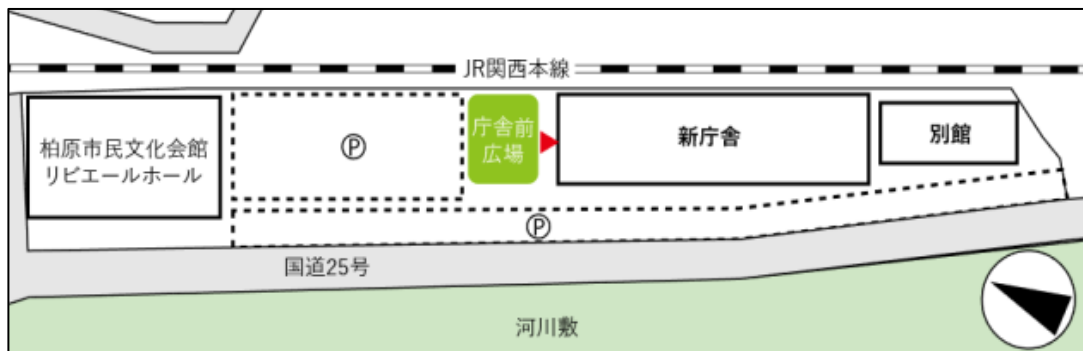 JR関西本線
柏原市民文化会館
リビエールホール
Ⓟ
庁舎前
広場
新庁舎
別館
Ⓟ
国道25号
河川敷